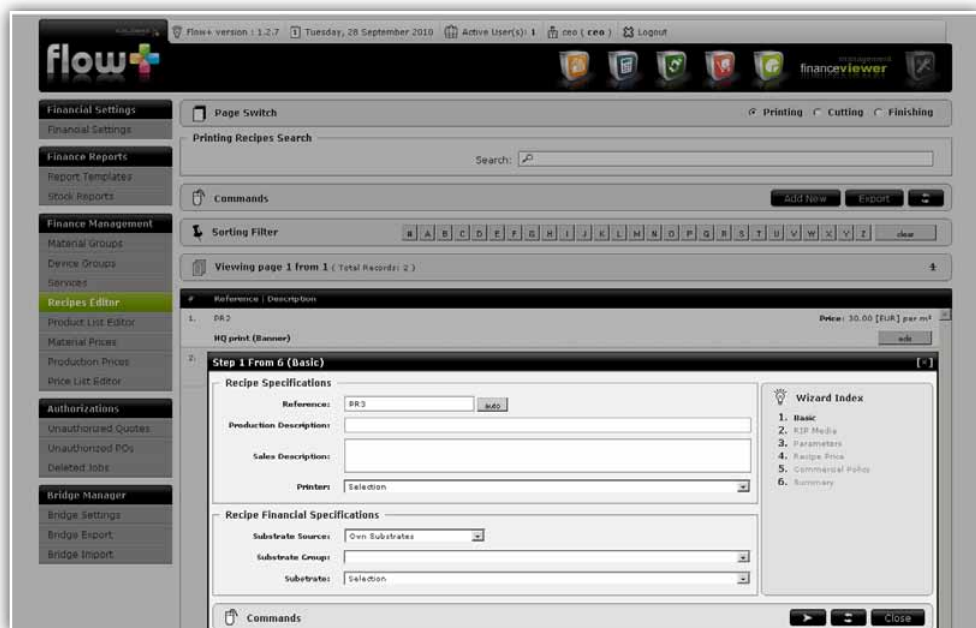 Flow+ version : 1.2.7 Tuesday, 28 September 2010 Active User(s): 1 ceo ( ceo ) Logout
flow+
management
financeviewer
Financial Settings
Financial Settings
Finance Reports
Report Templates
Stock Reports
Finance Management
Material Groups
Device Groups
Services
Recipes Editor
Product List Editor
Material Prices
Production Prices
Price List Editor
Authorizations
Unauthorized Quotes
Unauthorized POs
Deleted Jobs
Bridge Manager
Bridge Settings
Bridge Export
Bridge Import
Page Switch Printing Cutting Finishing
Printing Recipes Search
Search:
Commands Add New Export
Sorting Filter # A B C D E F G H I J K L M N O P Q R S T U V W X Y Z clear
Viewing page 1 from 1 ( Total Records: 2 ) 1
# Reference | Description
1. PR2 Price: 30.00 [EUR] per m²
HQ print (Banner) edit
2.
Step 1 From 6 (Basic) [×]
Recipe Specifications
Reference: PR3 auto
Production Description:
Sales Description:
Printer: Selection
Recipe Financial Specifications
Substrate Source: Own Substrates
Substrate Group:
Substrate: Selection
Wizard Index
1. Basic
2. RIP Media
3. Parameters
4. Recipe Price
5. Commercial Policy
6. Summary
Commands Close